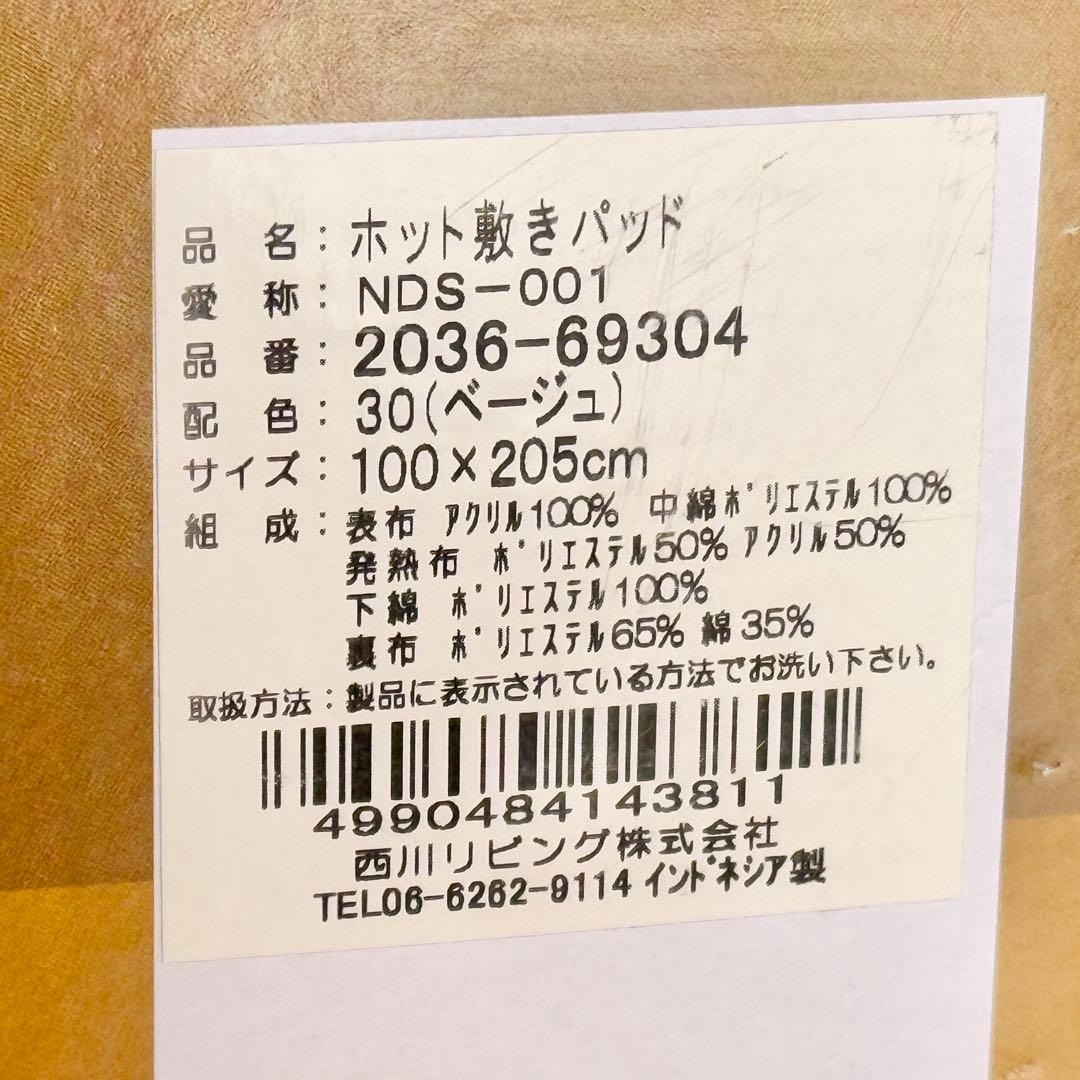 品　名：ホット敷きパッド
愛　称：NDS-001
品　番：2036-69304
配　色：30(ベージュ)
サイズ：100×205cm
組　成：表布 ｱｸﾘﾙ100% 中綿ﾎﾟﾘｴｽﾃﾙ100%
発熱布 ﾎﾟﾘｴｽﾃﾙ50% ｱｸﾘﾙ50%
下綿 ﾎﾟﾘｴｽﾃﾙ100%
裏布 ﾎﾟﾘｴｽﾃﾙ65% 綿35%
取扱方法：製品に表示されている方法でお洗い下さい。
4990484143811
西川リビング株式会社
TEL06-6262-9114 ｲﾝﾄﾞﾈｼｱ製